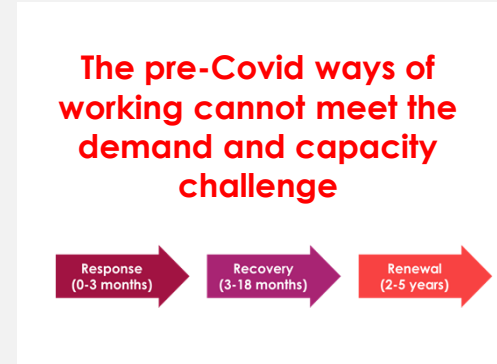 The pre-Covid ways of
working cannot meet the
demand and capacity
challenge
Response
(0-3 months)
Recovery
(3-18 months)
Renewal
(2-5 years)